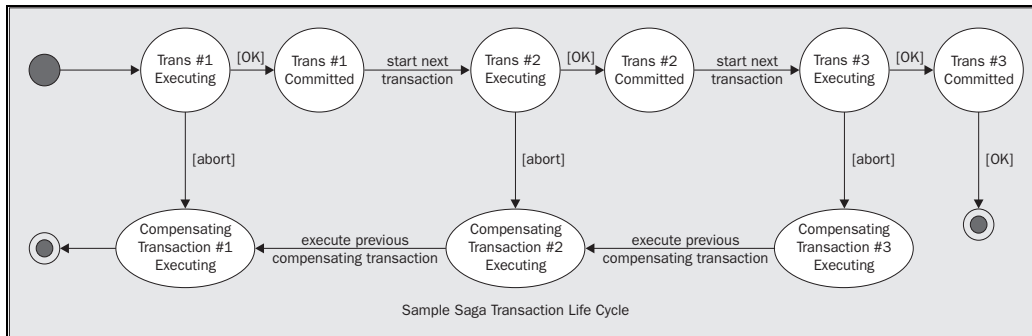 Trans #1
Executing
[OK]
Trans #1
Committed
start next
transaction
Trans #2
Executing
[OK]
Trans #2
Committed
start next
transaction
Trans #3
Executing
[OK]
Trans #3
Committed
[abort]
[abort]
[abort]
[OK]
Compensating
Transaction #1
Executing
execute previous
compensating transaction
Compensating
Transaction #2
Executing
execute previous
compensating transaction
Compensating
Transaction #3
Executing
Sample Saga Transaction Life Cycle